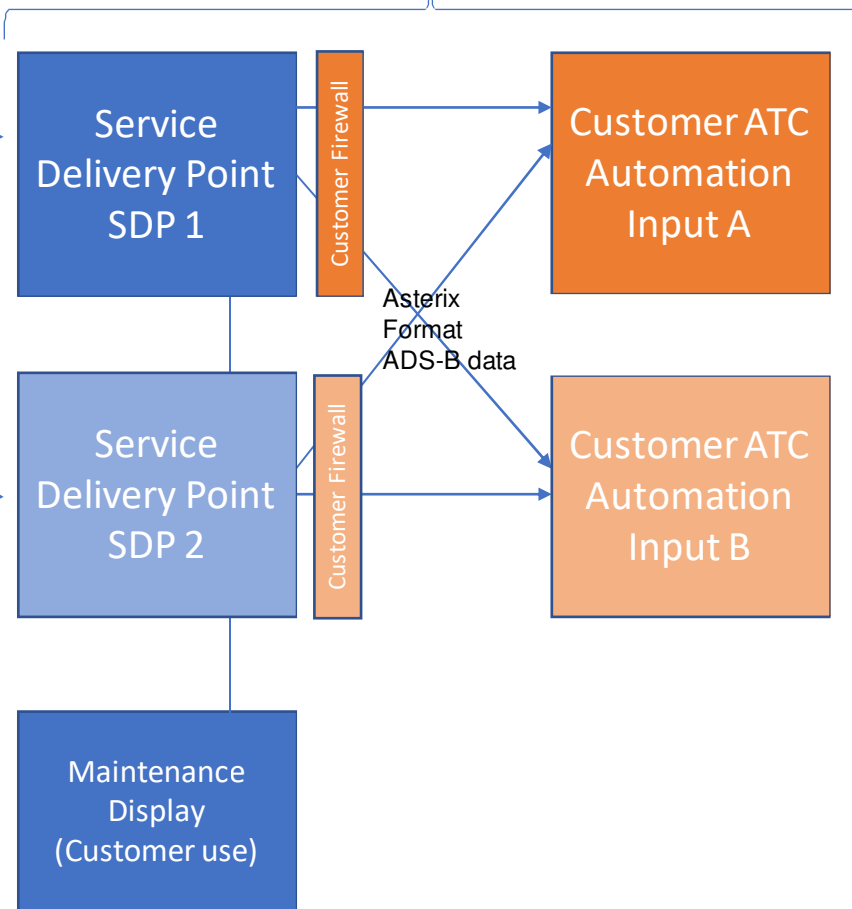 Service
Delivery Point
SDP 1
Customer Firewall
Customer ATC
Automation
Input A
Asterix
Format
ADS-B data
Service
Delivery Point
SDP 2
Customer Firewall
Customer ATC
Automation
Input B
Maintenance
Display
(Customer use)